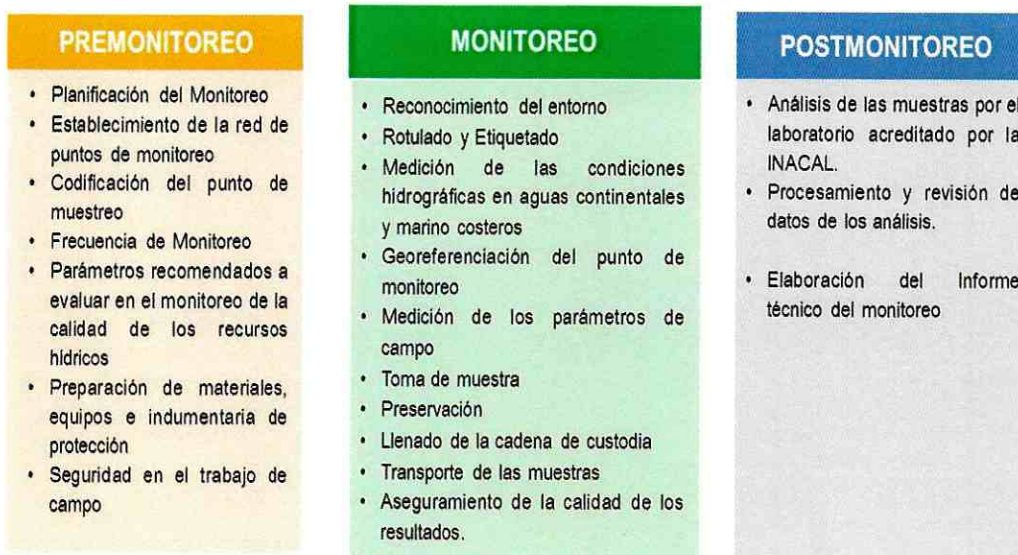 PREMONITOREO
• Planificación del Monitoreo
• Establecimiento de la red de
puntos de monitoreo
• Codificación del punto de
muestreo
• Frecuencia de Monitoreo
• Parámetros recomendados a
evaluar en el monitoreo de la
calidad de los recursos
hídricos
• Preparación de materiales,
equipos e indumentaria de
protección
• Seguridad en el trabajo de
campo
MONITOREO
• Reconocimiento del entorno
• Rotulado y Etiquetado
• Medición de las condiciones
hidrográficas en aguas continentales
y marino costeros
• Georeferenciación del punto de
monitoreo
• Medición de los parámetros de
campo
• Toma de muestra
• Preservación
• Llenado de la cadena de custodia
• Transporte de las muestras
• Aseguramiento de la calidad de los
resultados.
POSTMONITOREO
• Análisis de las muestras por el
laboratorio acreditado por la
INACAL.
• Procesamiento y revisión de
datos de los análisis.
• Elaboración del Informe
técnico del monitoreo